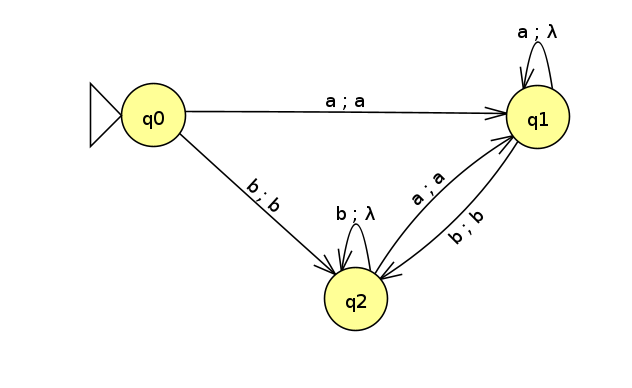 a ; λ
q0
a ; a
q1
b ; b
a ; a
b ; λ
b ; b
q2